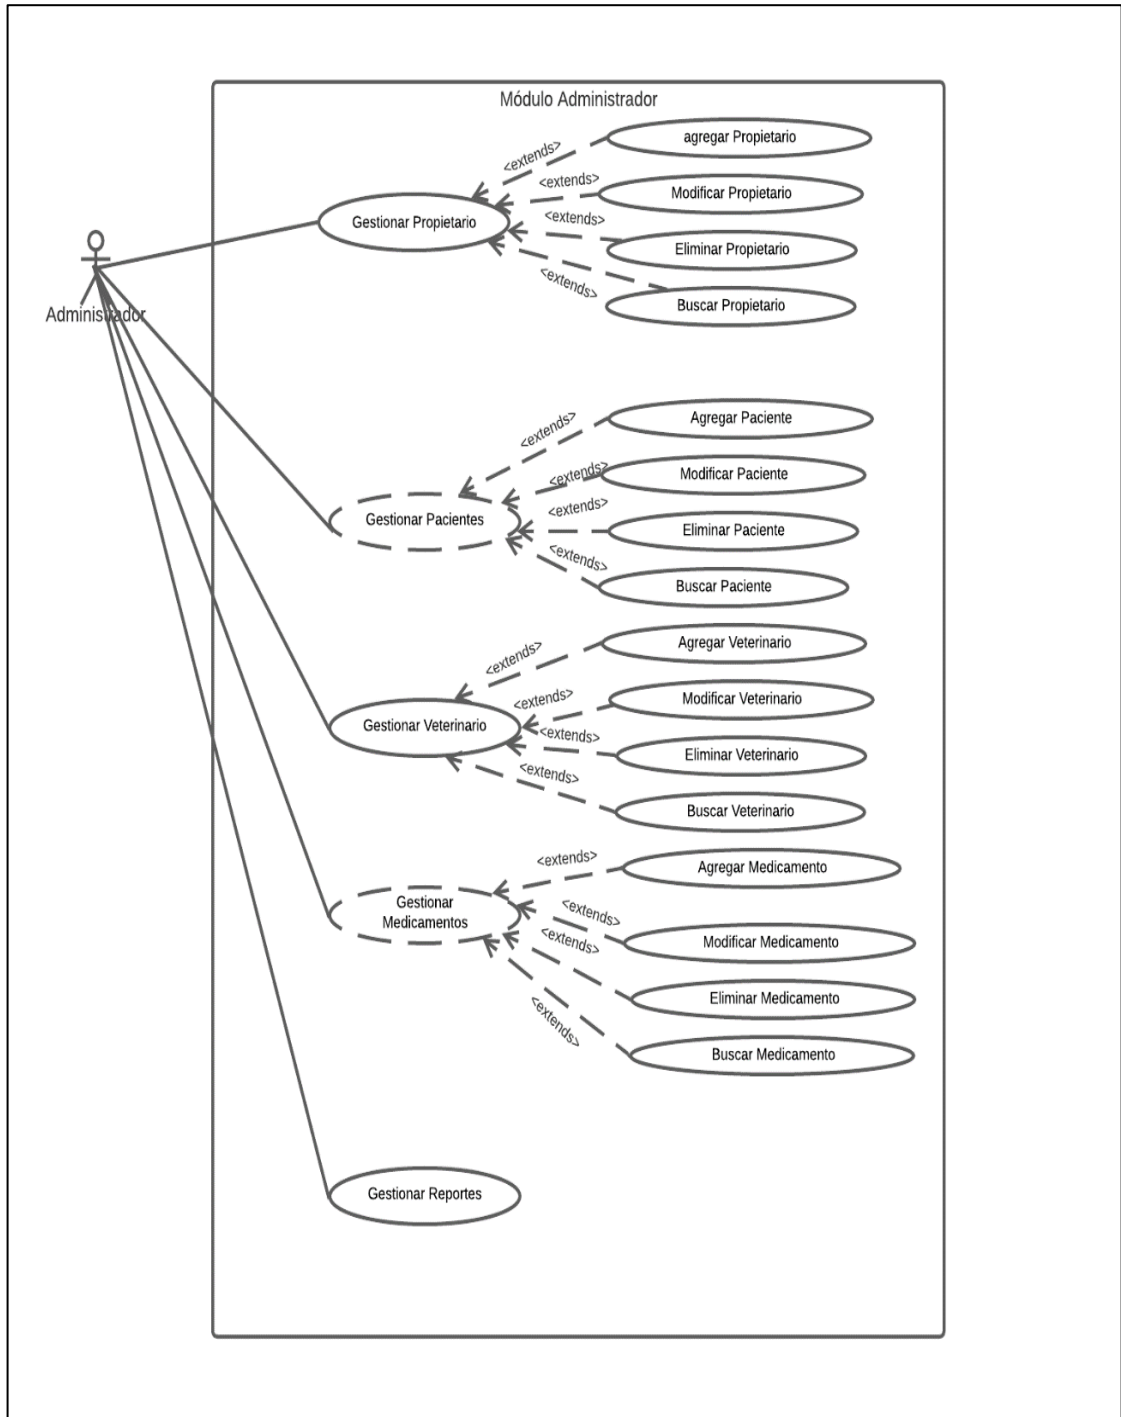 Módulo Administrador
<extends>
agregar Propietario
<extends>
Modificar Propietario
Gestionar Propietario
<extends>
Eliminar Propietario
<extends>
Buscar Propietario
Administrador
<extends>
Agregar Paciente
<extends>
Modificar Paciente
Gestionar Pacientes
<extends>
Eliminar Paciente
<extends>
Buscar Paciente
<extends>
Agregar Veterinario
<extends>
Modificar Veterinario
Gestionar Veterinario
<extends>
Eliminar Veterinario
<extends>
Buscar Veterinario
<extends>
Agregar Medicamento
Gestionar
Medicamentos
<extends>
Modificar Medicamento
<extends>
Eliminar Medicamento
<extends>
Buscar Medicamento
Gestionar Reportes